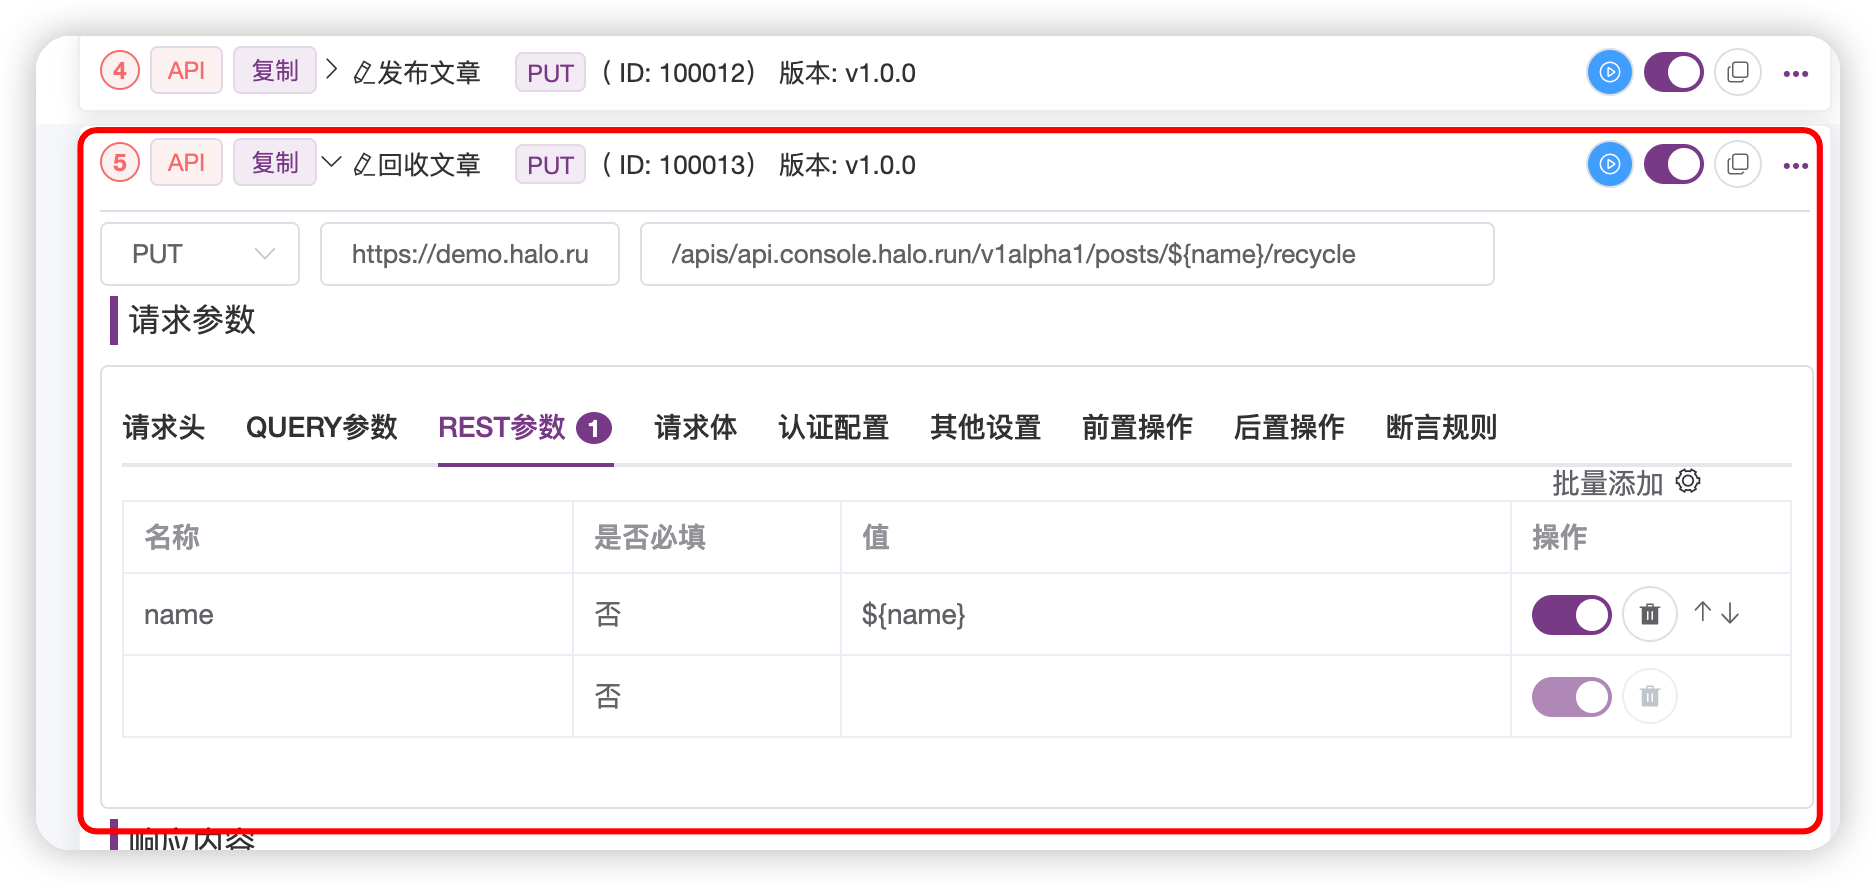 4 API 复制 发布文章 PUT ( ID: 100012) 版本: v1.0.0
5 API 复制 回收文章 PUT ( ID: 100013) 版本: v1.0.0
PUT https://demo.halo.ru /apis/api.console.halo.run/v1alpha1/posts/${name}/recycle
请求参数
请求头 QUERY参数 REST参数 1 请求体 认证配置 其他设置 前置操作 后置操作 断言规则
批量添加
名称 是否必填 值 操作
name 否 ${name}
否
响应内容